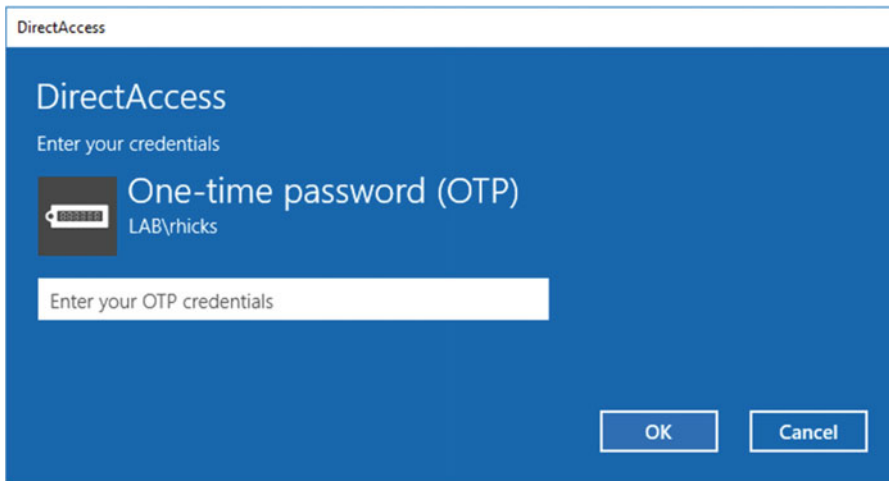 DirectAccess
DirectAccess
Enter your credentials
One-time password (OTP)
LAB\rhicks
Enter your OTP credentials
OK
Cancel